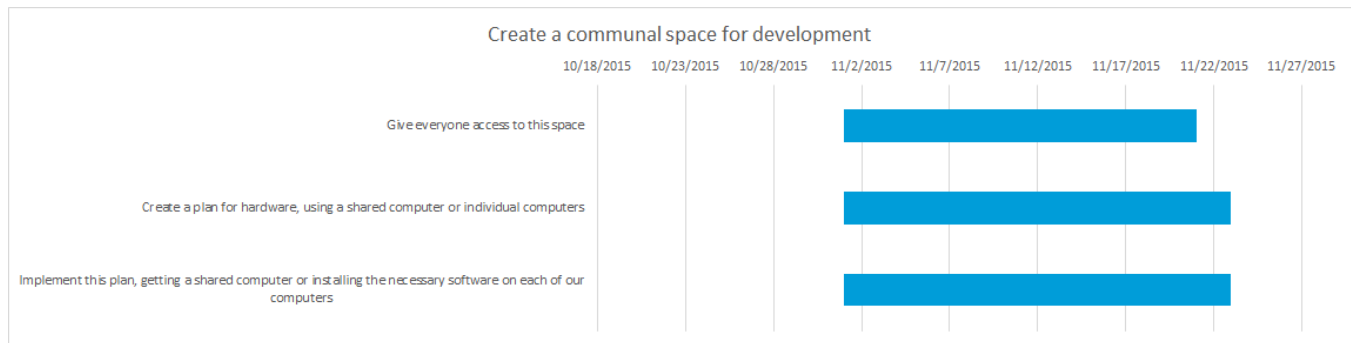 Create a communal space for development
10/18/2015 10/23/2015 10/28/2015 11/2/2015 11/7/2015 11/12/2015 11/17/2015 11/22/2015 11/27/2015
Give everyone access to this space
Create a plan for hardware, using a shared computer or individual computers
Implement this plan, getting a shared computer or installing the necessary software on each of our
computers